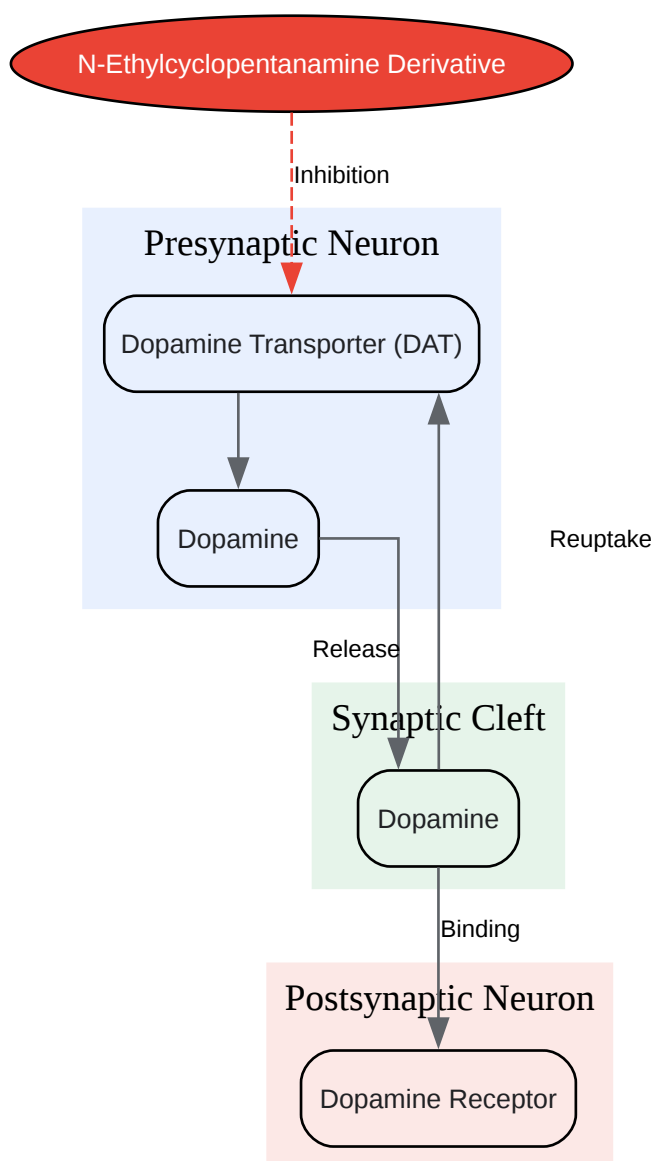 N-Ethylcyclopentanamine Derivative
Inhibition
Presynaptic Neuron
Dopamine Transporter (DAT)
Dopamine
Reuptake
Release
Synaptic Cleft
Dopamine
Binding
Postsynaptic Neuron
Dopamine Receptor